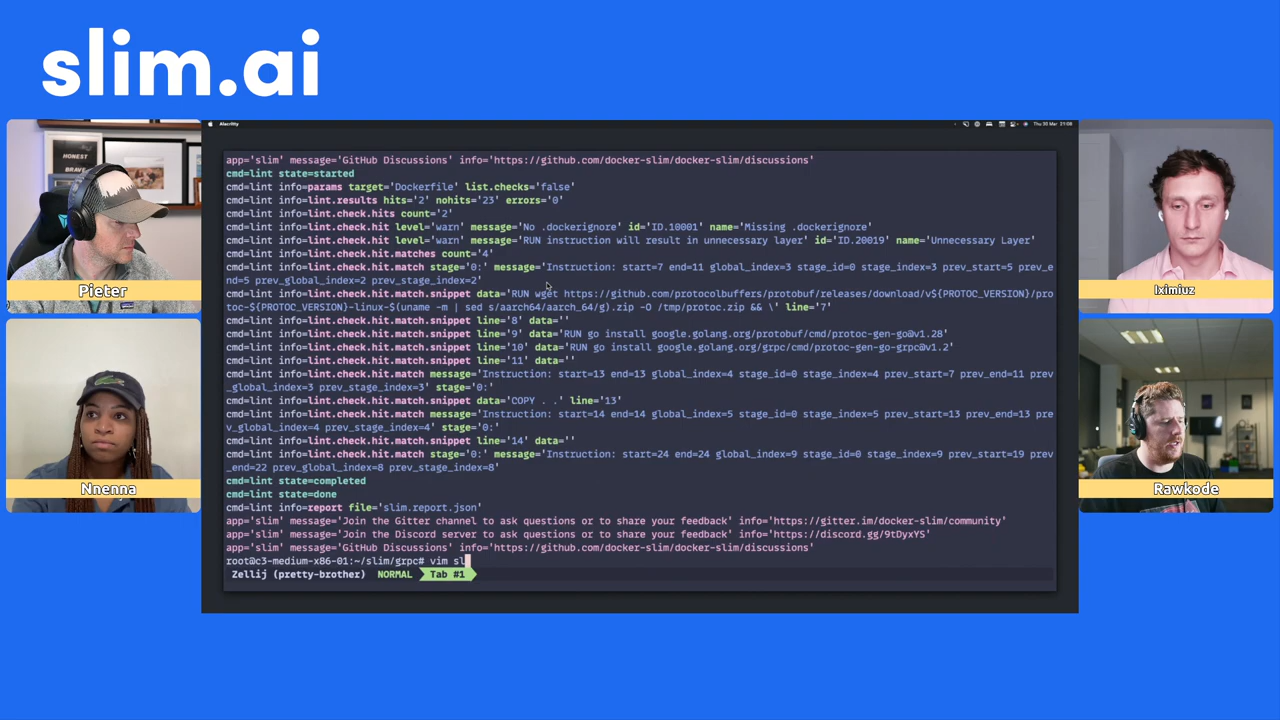 slim.ai
Alacritty
Thu 30 Mar 21:08
HONEST
BRAVE
Pieter
Nnenna
Iximiuz
Rawkode
app='slim' message='GitHub Discussions' info='https://github.com/docker-slim/docker-slim/discussions'
cmd=lint state=started
cmd=lint info=params target='Dockerfile' list.checks='false'
cmd=lint info=lint.results hits='2' nohits='23' errors='0'
cmd=lint info=lint.check.hits count='2'
cmd=lint info=lint.check.hit level='warn' message='No .dockerignore' id='ID.10001' name='Missing .dockerignore'
cmd=lint info=lint.check.hit level='warn' message='RUN instruction will result in unnecessary layer' id='ID.20019' name='Unnecessary Layer'
cmd=lint info=lint.check.hit.matches count='4'
cmd=lint info=lint.check.hit.match stage='0:' message='Instruction: start=7 end=11 global_index=3 stage_id=0 stage_index=3 prev_start=5 prev_e
nd=5 prev_global_index=2 prev_stage_index=2'
cmd=lint info=lint.check.hit.match.snippet data='RUN wget https://github.com/protocolbuffers/protobuf/releases/download/v${PROTOC_VERSION}/pro
toc-${PROTOC_VERSION}-linux-$(uname -m | sed s/aarch64/aarch_64/g).zip -O /tmp/protoc.zip && \' line='7'
cmd=lint info=lint.check.hit.match.snippet line='8' data=''
cmd=lint info=lint.check.hit.match.snippet line='9' data='RUN go install google.golang.org/protobuf/cmd/protoc-gen-go@v1.28'
cmd=lint info=lint.check.hit.match.snippet line='10' data='RUN go install google.golang.org/grpc/cmd/protoc-gen-go-grpc@v1.2'
cmd=lint info=lint.check.hit.match.snippet line='11' data=''
cmd=lint info=lint.check.hit.match message='Instruction: start=13 end=13 global_index=4 stage_id=0 stage_index=4 prev_start=7 prev_end=11 prev
_global_index=3 prev_stage_index=3' stage='0:'
cmd=lint info=lint.check.hit.match.snippet data='COPY . .' line='13'
cmd=lint info=lint.check.hit.match message='Instruction: start=14 end=14 global_index=5 stage_id=0 stage_index=5 prev_start=13 prev_end=13 pre
v_global_index=4 prev_stage_index=4' stage='0:'
cmd=lint info=lint.check.hit.match.snippet line='14' data=''
cmd=lint info=lint.check.hit.match stage='0:' message='Instruction: start=24 end=24 global_index=9 stage_id=0 stage_index=9 prev_start=19 prev
_end=22 prev_global_index=8 prev_stage_index=8'
cmd=lint state=completed
cmd=lint state=done
cmd=lint info=report file='slim.report.json'
app='slim' message='Join the Gitter channel to ask questions or to share your feedback' info='https://gitter.im/docker-slim/community'
app='slim' message='Join the Discord server to ask questions or to share your feedback' info='https://discord.gg/9tDyxYS'
app='slim' message='GitHub Discussions' info='https://github.com/docker-slim/docker-slim/discussions'
root@c3-medium-x86-01:~/slim/grpc# vim sl
Zellij (pretty-brother) NORMAL Tab #1